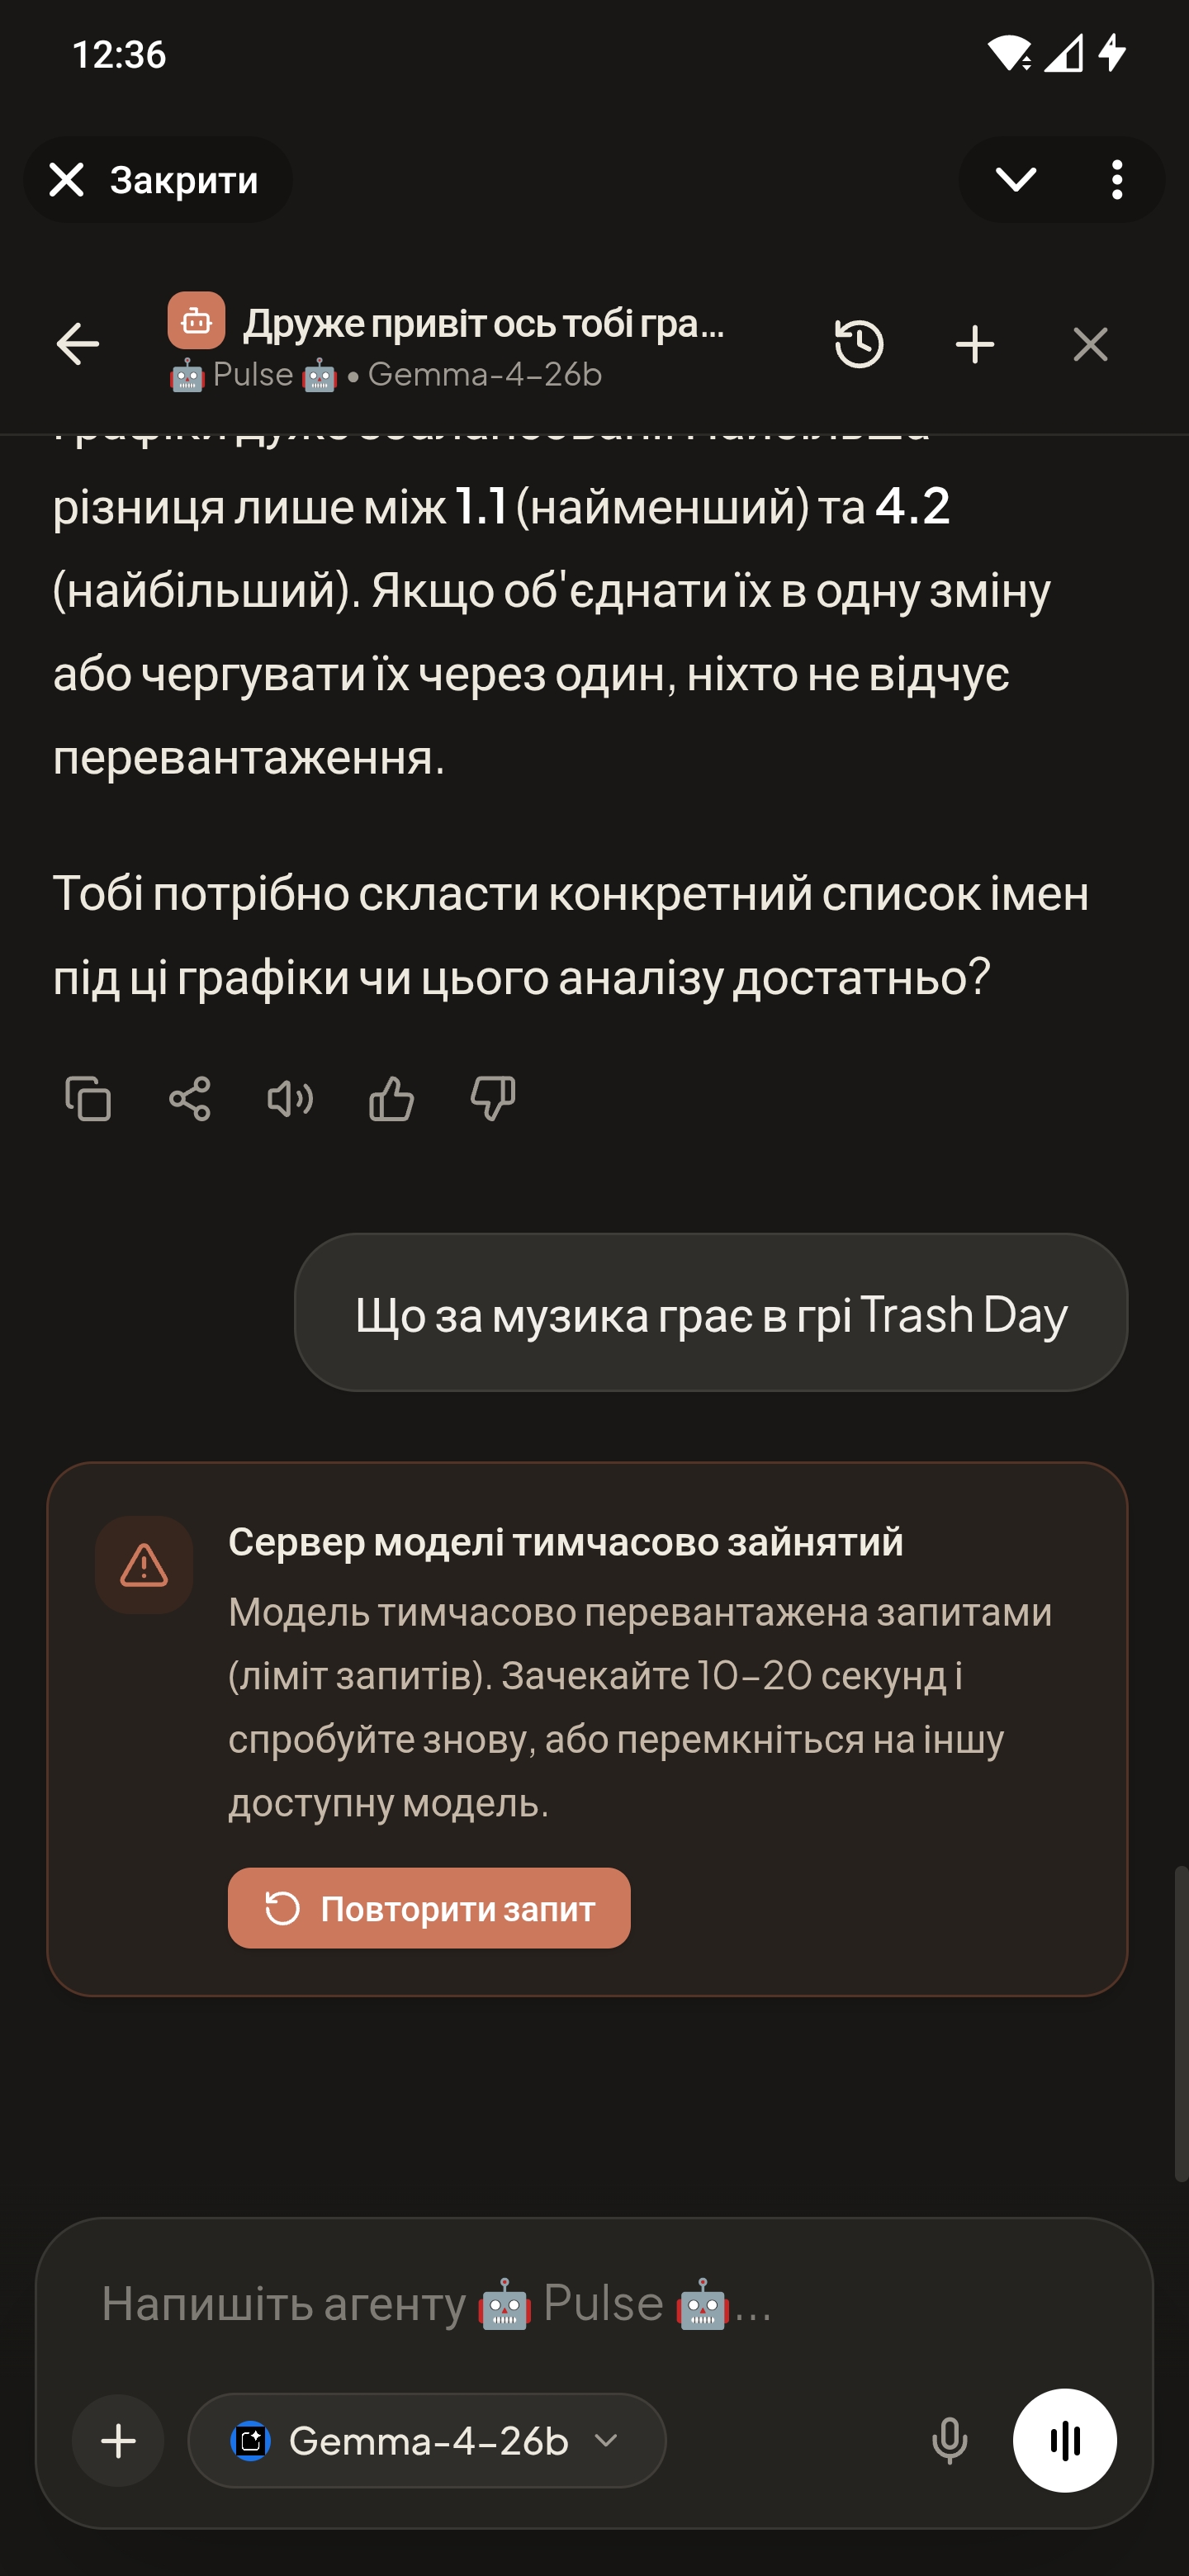 12:36
Закрити
Друже привіт ось тобі гра...
🤖 Pulse 🤖 • Gemma-4-26b
різниця лише між 1.1 (найменший) та 4.2
(найбільший). Якщо об'єднати їх в одну зміну
або чергувати їх через один, ніхто не відчує
перевантаження.
Тобі потрібно скласти конкретний список імен
під ці графіки чи цього аналізу достатньо?
Що за музика грає в грі Trash Day
Сервер моделі тимчасово зайнятий
Модель тимчасово перевантажена запитами
(ліміт запитів). Зачекайте 10–20 секунд і
спробуйте знову, або перемкніться на іншу
доступну модель.
Повторити запит
Напишіть агенту 🤖 Pulse 🤖...
Gemma-4-26b